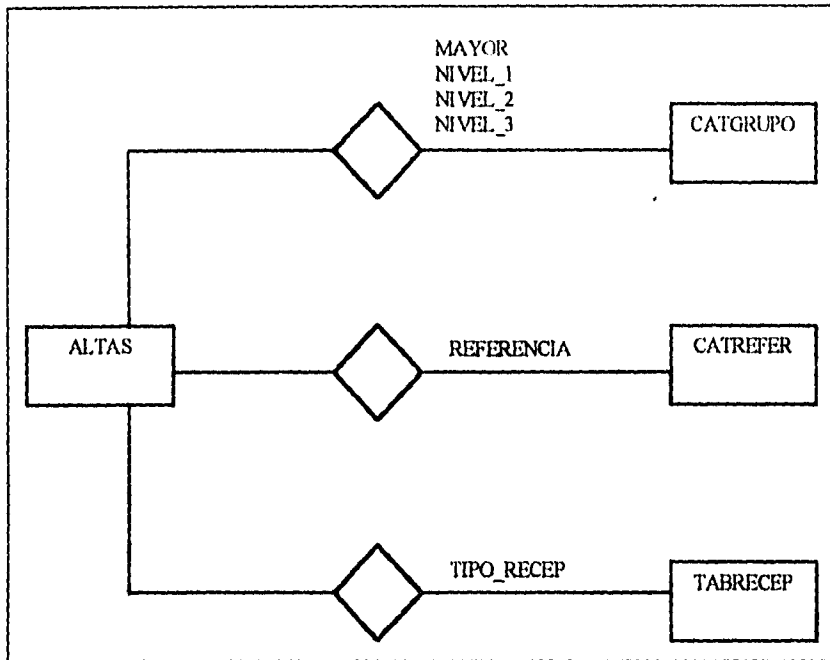 MAYOR
NIVEL_1
NIVEL_2
NIVEL_3
CATGRUPO
ALTAS
REFERENCIA
CATREFER
TIPO_RECEP
TABRECEP